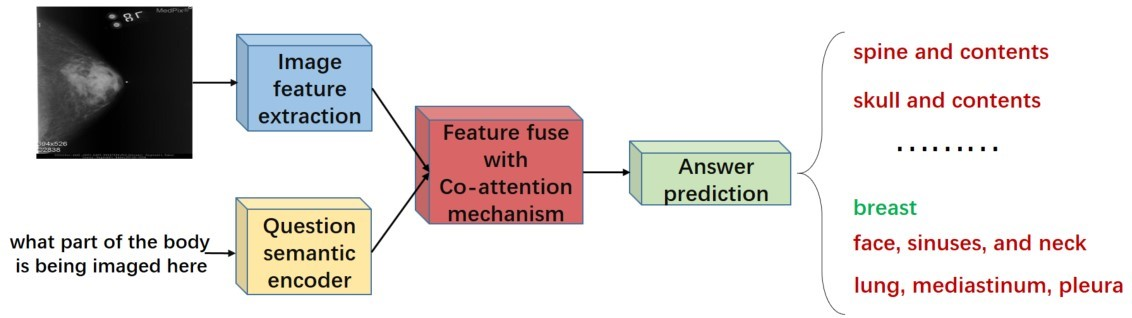 MedPix
Image
feature
extraction
Feature fuse
with
Co-attention
mechanism
Answer
prediction
what part of the body
is being imaged here
Question
semantic
encoder
spine and contents
skull and contents
.........
breast
face, sinuses, and neck
lung, mediastinum, pleura